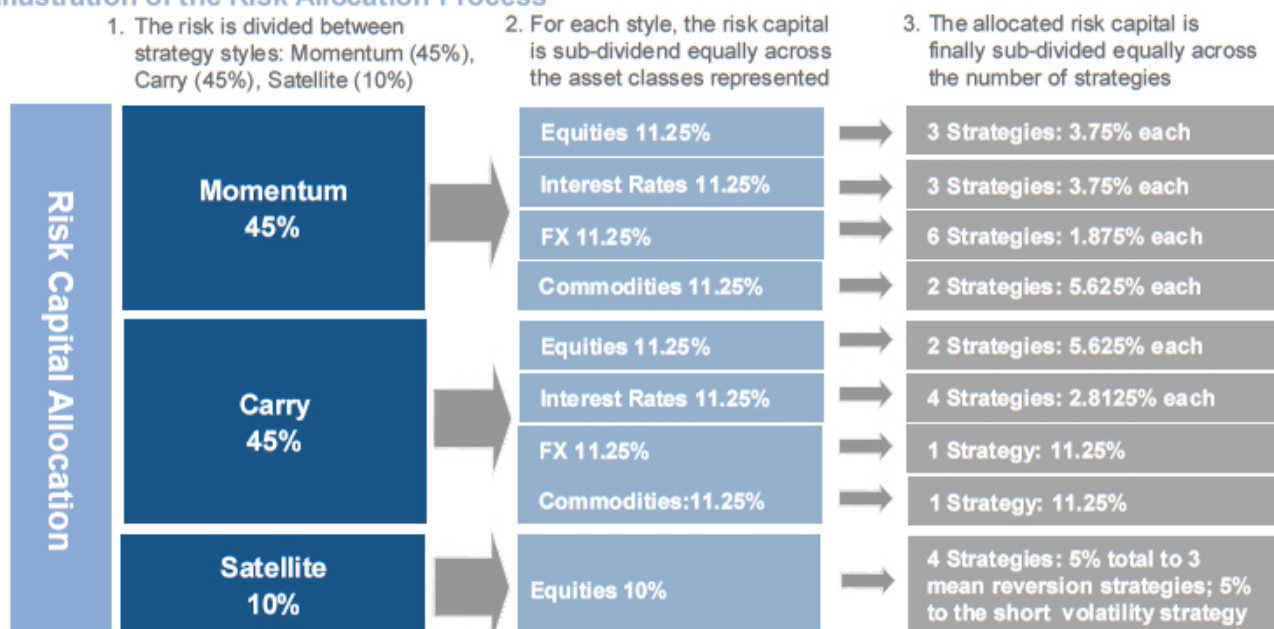 Illustration of the Risk Allocation Process
1. The risk is divided between
strategy styles: Momentum (45%),
Carry (45%), Satellite (10%)
2. For each style, the risk capital
is sub-dividend equally across
the asset classes represented
3. The allocated risk capital is
finally sub-divided equally across
the number of strategies
Risk Capital Allocation
Momentum
45%
Equities 11.25%
3 Strategies: 3.75% each
Interest Rates 11.25%
3 Strategies: 3.75% each
FX 11.25%
6 Strategies: 1.875% each
Commodities 11.25%
2 Strategies: 5.625% each
Carry
45%
Equities 11.25%
2 Strategies: 5.625% each
Interest Rates 11.25%
4 Strategies: 2.8125% each
FX 11.25%
1 Strategy: 11.25%
Commodities:11.25%
1 Strategy: 11.25%
Satellite
10%
Equities 10%
4 Strategies: 5% total to 3
mean reversion strategies; 5%
to the short volatility strategy